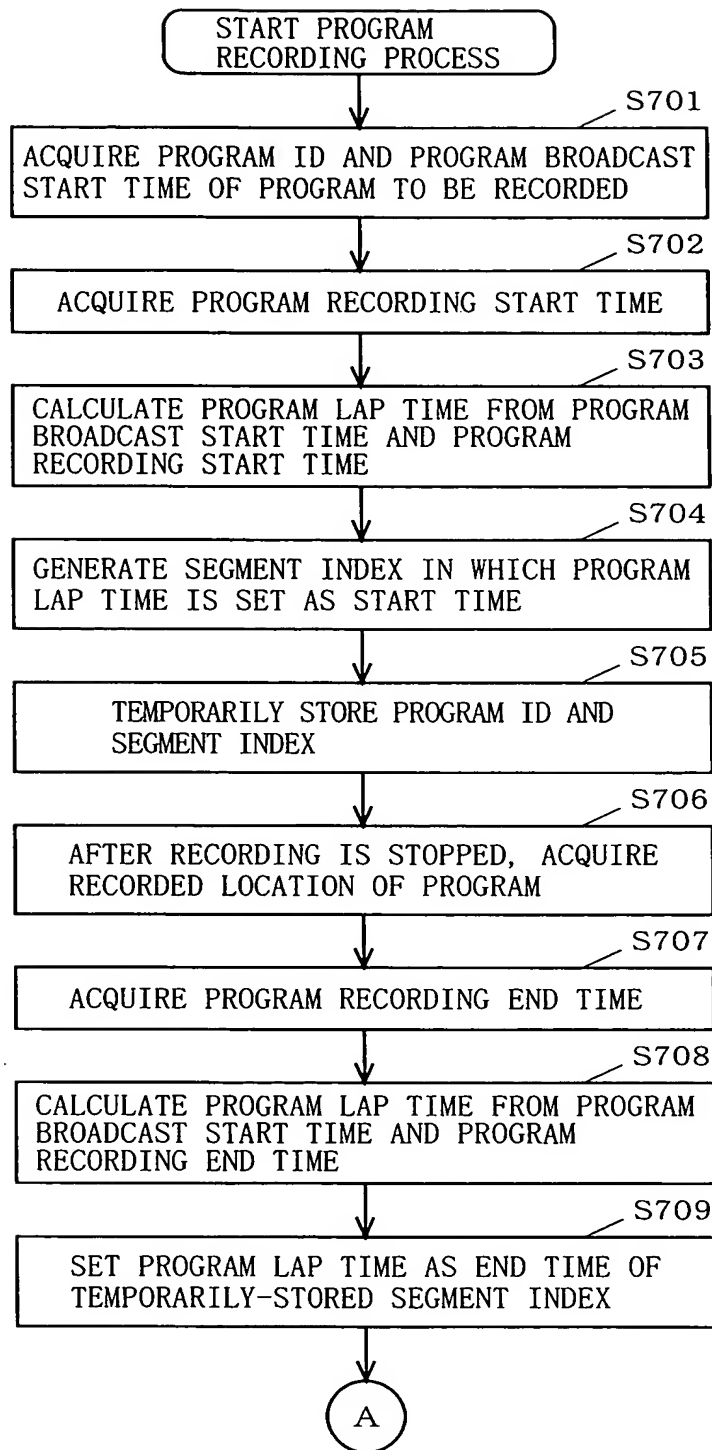 START PROGRAM
RECORDING PROCESS
S701
ACQUIRE PROGRAM ID AND PROGRAM BROADCAST
START TIME OF PROGRAM TO BE RECORDED
S702
ACQUIRE PROGRAM RECORDING START TIME
S703
CALCULATE PROGRAM LAP TIME FROM PROGRAM
BROADCAST START TIME AND PROGRAM
RECORDING START TIME
S704
GENERATE SEGMENT INDEX IN WHICH PROGRAM
LAP TIME IS SET AS START TIME
S705
TEMPORARILY STORE PROGRAM ID AND
SEGMENT INDEX
S706
AFTER RECORDING IS STOPPED, ACQUIRE
RECORDED LOCATION OF PROGRAM
S707
ACQUIRE PROGRAM RECORDING END TIME
S708
CALCULATE PROGRAM LAP TIME FROM PROGRAM
BROADCAST START TIME AND PROGRAM
RECORDING END TIME
S709
SET PROGRAM LAP TIME AS END TIME OF
TEMPORARILY-STORED SEGMENT INDEX
A